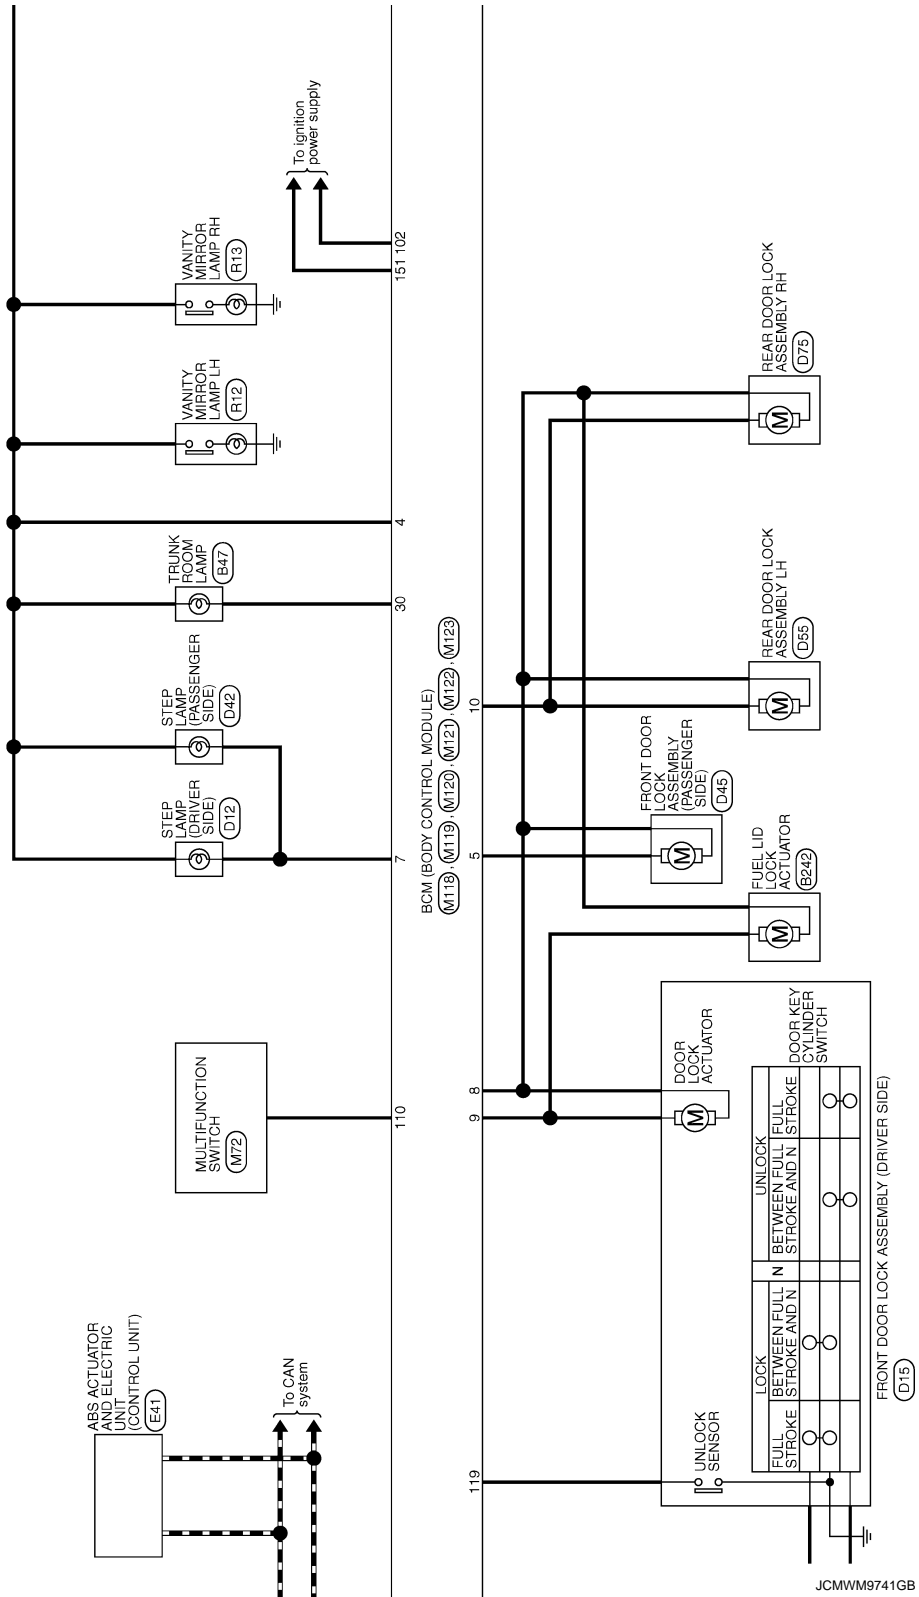 ABS ACTUATOR
AND ELECTRIC
UNIT
(CONTROL UNIT)
E41
To CAN
system
MULTIFUNCTION
SWITCH
M72
STEP
LAMP
(DRIVER
SIDE)
D12
STEP
LAMP
(PASSENGER
SIDE)
D42
TRUNK
ROOM
LAMP
B47
VANITY
MIRROR
LAMP LH
R12
VANITY
MIRROR
LAMP RH
R13
To ignition
power supply
110
7
30
4
151
102
BCM (BODY CONTROL MODULE)
M118 , M119 , M120 , M121 , M122 , M123
119
9
8
5
10
UNLOCK
SENSOR
DOOR
LOCK
ACTUATOR
LOCK
N
UNLOCK
FULL
STROKE
BETWEEN FULL
STROKE AND N
BETWEEN FULL
STROKE AND N
FULL
STROKE
DOOR KEY
CYLINDER
SWITCH
FRONT DOOR LOCK ASSEMBLY (DRIVER SIDE)
D15
M
FUEL LID
LOCK
ACTUATOR
B242
M
FRONT DOOR
LOCK
ASSEMBLY
(PASSENGER
SIDE)
D45
M
REAR DOOR LOCK
ASSEMBLY LH
D55
M
REAR DOOR LOCK
ASSEMBLY RH
D75
M
JCMWM9741GB